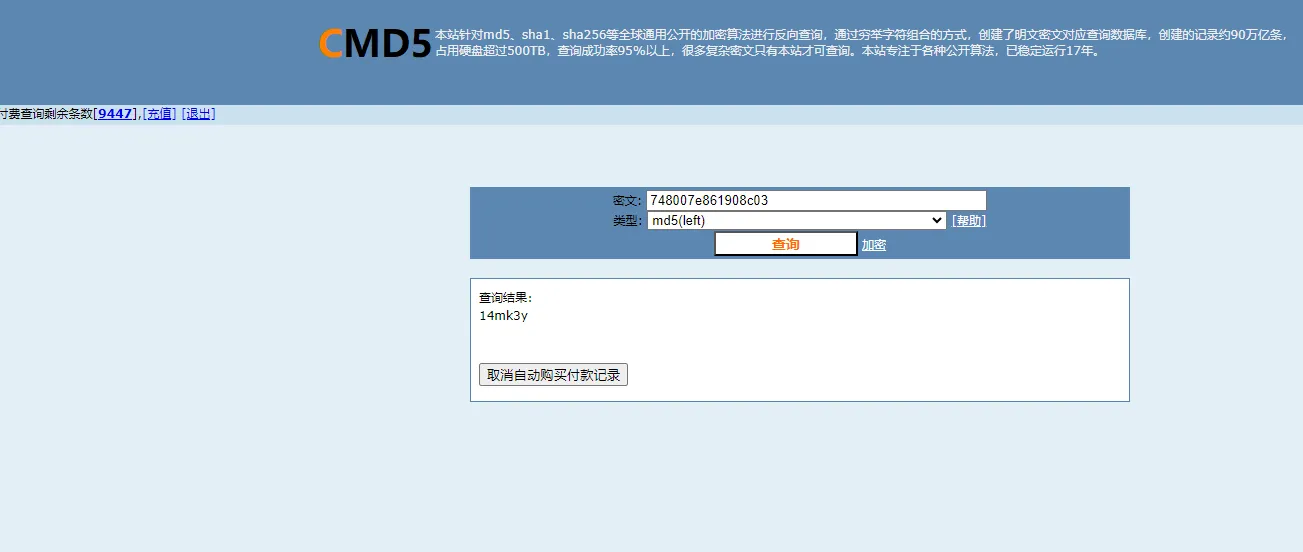 CMD5
本站针对md5、sha1、sha256等全球通用公开的加密算法进行反向查询，通过穷举字符组合的方式，创建了明文密文对应查询数据库，创建的记录约90万亿条，
占用硬盘超过500TB，查询成功率95%以上，很多复杂密文只有本站才可查询。本站专注于各种公开算法，已稳定运行17年。
付费查询剩余条数[9447],[充值] [退出]
密文: 748007e861908c03
类型: md5(left) [帮助]
查询 加密
查询结果:
14mk3y
取消自动购买付款记录